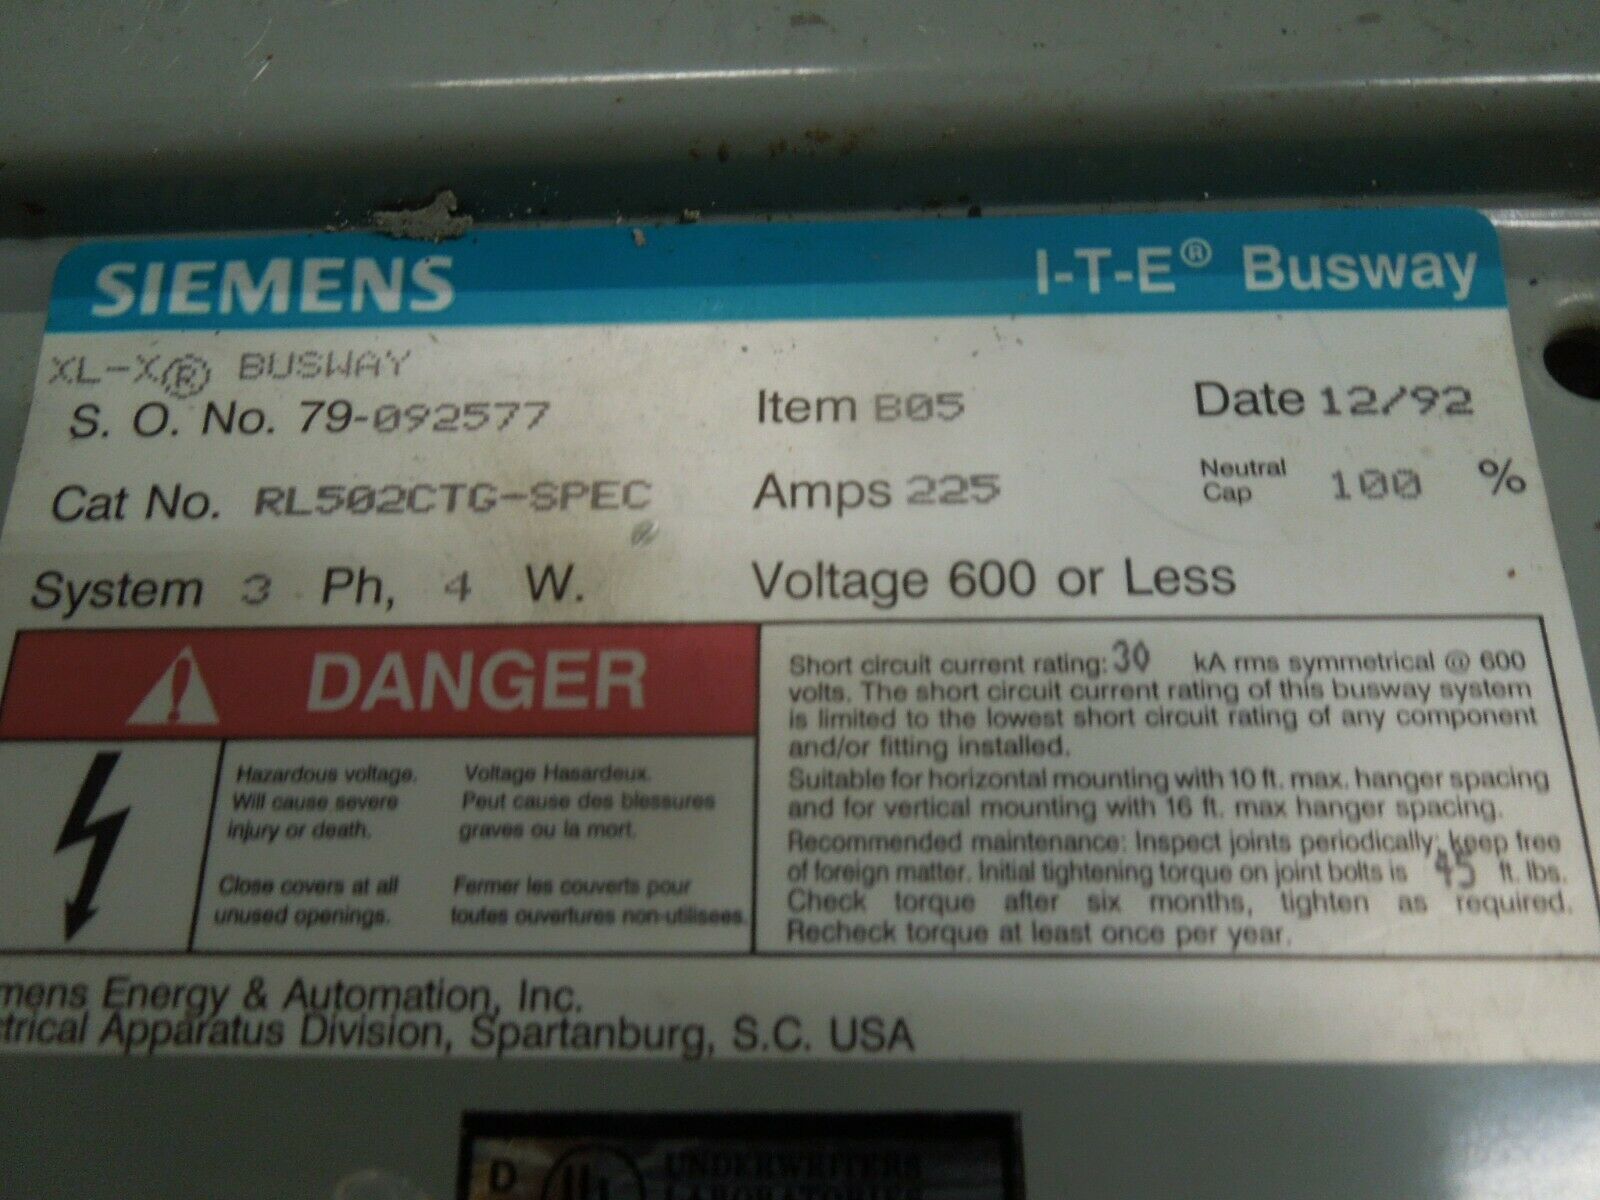 SIEMENS I-T-E® Busway
XL-X® BUSWAY
S. O. No. 79-092577 Item B05 Date 12/92
Cat No. RL502CTG-SPEC Amps 225 Neutral Cap 100 %
System 3 Ph, 4 W. Voltage 600 or Less
DANGER
Hazardous voltage.
Will cause severe
injury or death.
Close covers at all
unused openings.
Voltage Hasardeux.
Peut cause des blessures
graves ou la mort.
Fermer les couverts pour
toutes ouvertures non-utilisees.
Short circuit current rating: 30 kA rms symmetrical @ 600
volts. The short circuit current rating of this busway system
is limited to the lowest short circuit rating of any component
and/or fitting installed.
Suitable for horizontal mounting with 10 ft. max. hanger spacing
and for vertical mounting with 16 ft. max hanger spacing.
Recommended maintenance: Inspect joints periodically; keep free
of foreign matter. Initial tightening torque on joint bolts is 45 ft. lbs.
Check torque after six months, tighten as required.
Recheck torque at least once per year.
mens Energy & Automation, Inc.
trical Apparatus Division, Spartanburg, S.C. USA
D UL UNDERWRITERS
LABORATORIES